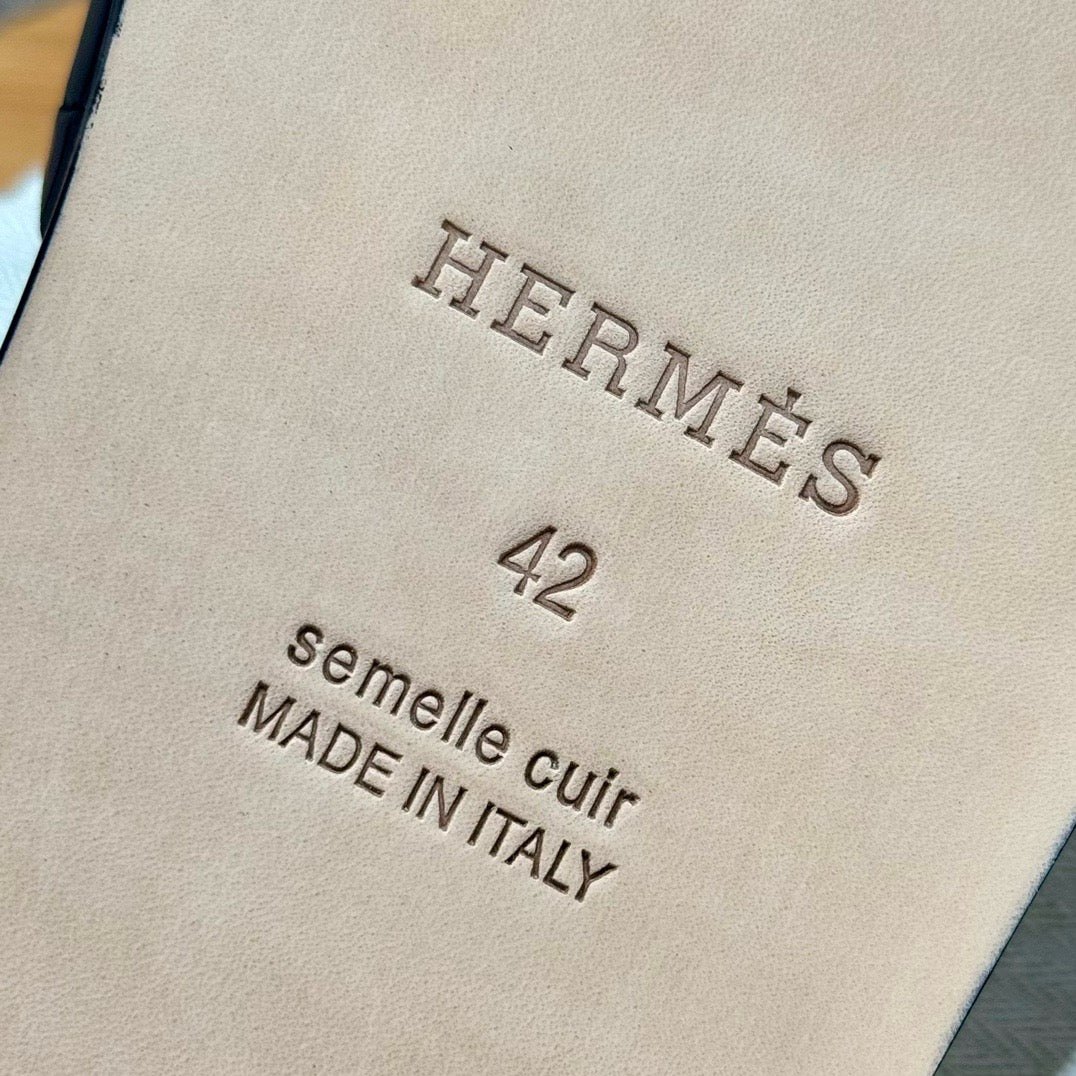 HERMÈS
42
semelle cuir
MADE IN ITALY